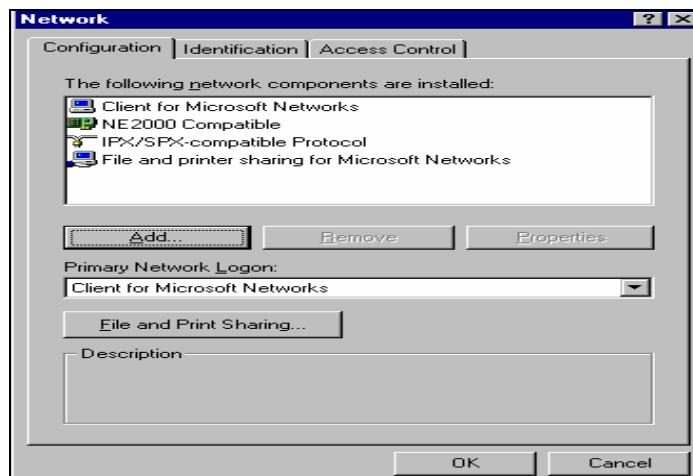 Network
Configuration Identification Access Control
The following network components are installed:
Client for Microsoft Networks
NE2000 Compatible
IPX/SPX-compatible Protocol
File and printer sharing for Microsoft Networks
Add... Remove Properties
Primary Network Logon:
Client for Microsoft Networks
File and Print Sharing...
Description
OK Cancel